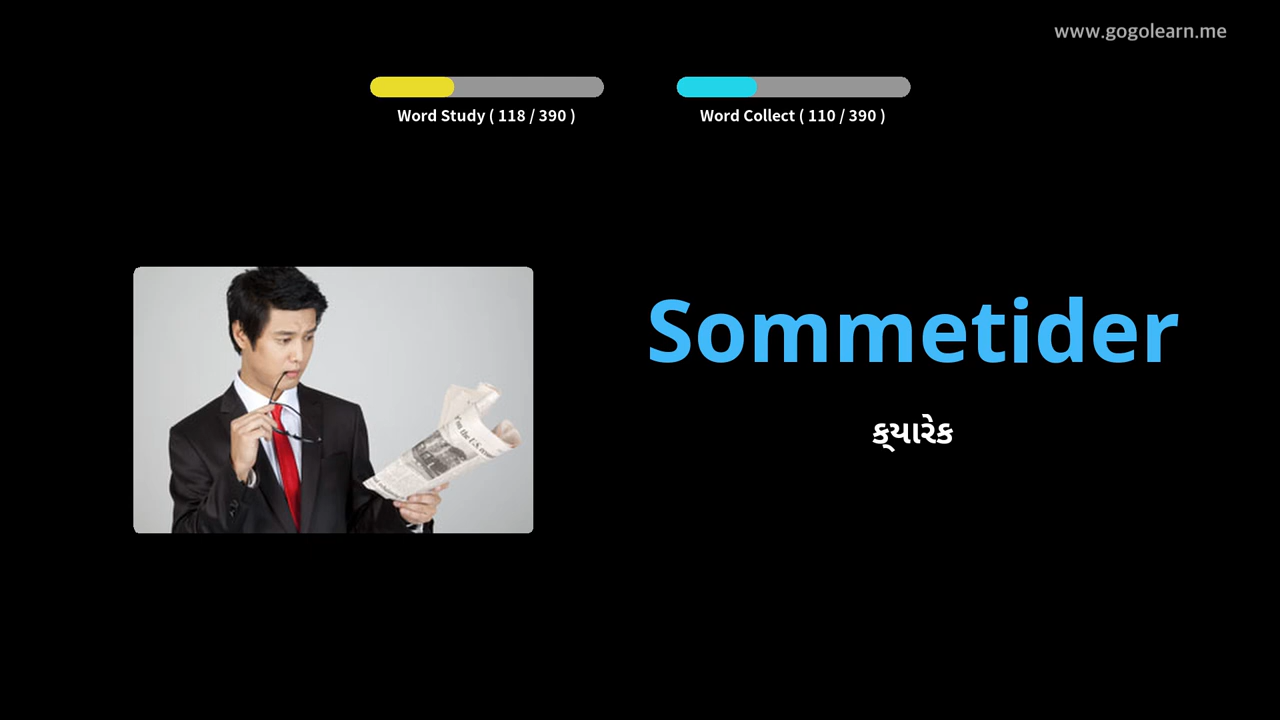 www.gogolearn.me
Word Study ( 118 / 390 )
Word Collect ( 110 / 390 )
Sommetider
ક્યારેક